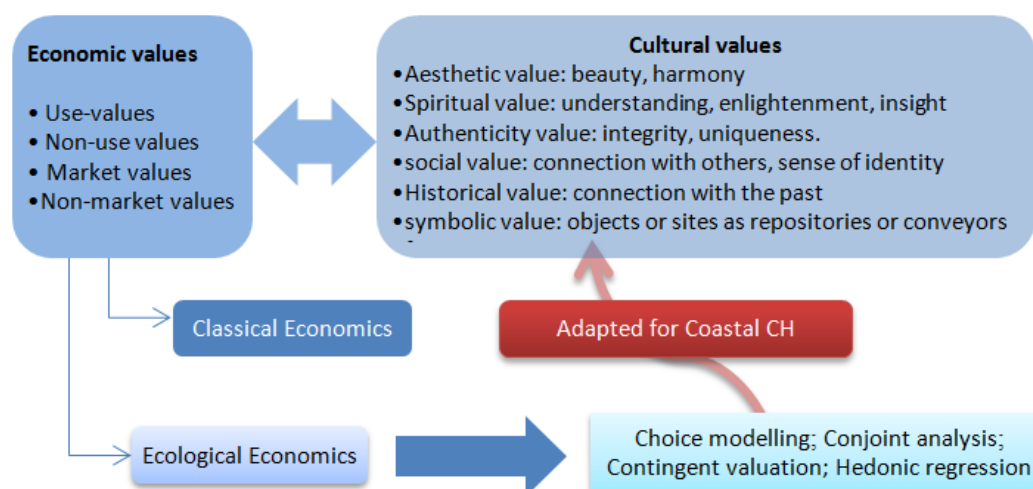 Economic values
• Use-values
• Non-use values
• Market values
•Non-market values
Cultural values
•Aesthetic value: beauty, harmony
•Spiritual value: understanding, enlightenment, insight
•Authenticity value: integrity, uniqueness.
•social value: connection with others, sense of identity
•Historical value: connection with the past
•symbolic value: objects or sites as repositories or conveyors
Classical Economics
Adapted for Coastal CH
Ecological Economics
Choice modelling; Conjoint analysis;
Contingent valuation; Hedonic regression